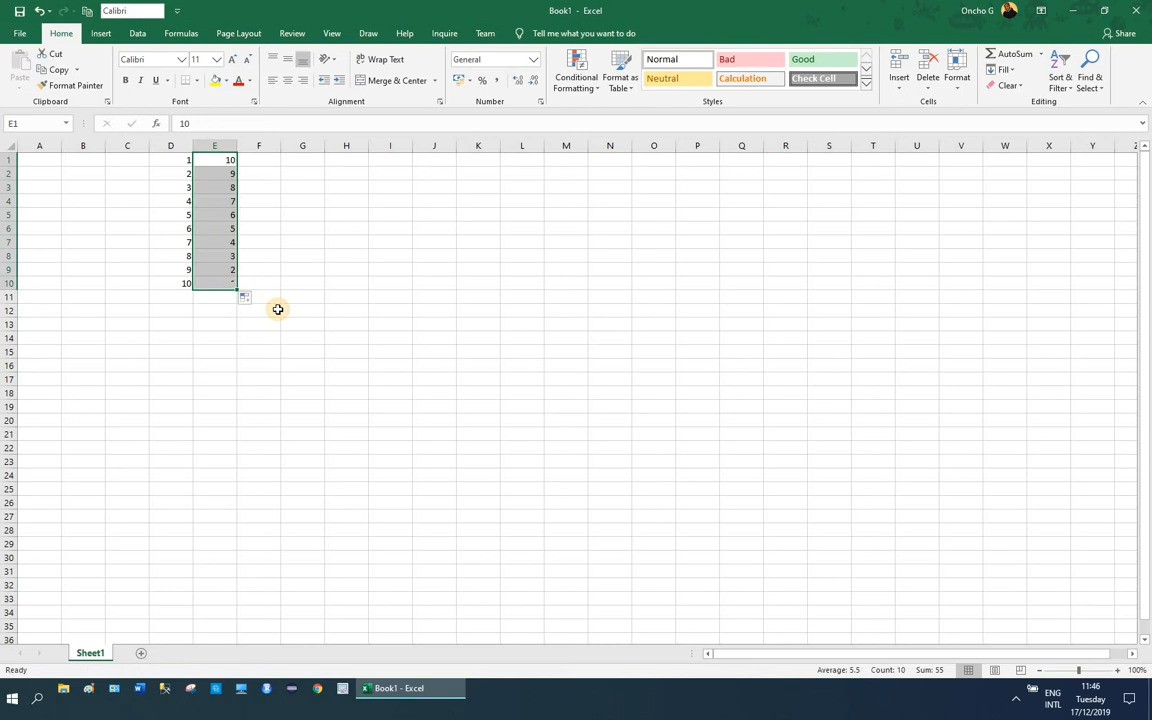 Calibri
Book1 - Excel
Oncho G
File Home Insert Data Formulas Page Layout Review View Draw Help Inquire Team Tell me what you want to do Share
Paste
Cut
Copy
Format Painter
Clipboard
Calibri 11
B I U
Font
Wrap Text
Merge & Center
Alignment
General
Number
Conditional Formatting
Format as Table
Normal Bad Good
Neutral Calculation Check Cell
Styles
Insert Delete Format
Cells
AutoSum
Fill
Clear
Sort & Filter
Find & Select
Editing
E1 fx 10
A B C D E F G H I J K L M N O P Q R S T U V W X Y Z
1 1 10
2 2 9
3 3 8
4 4 7
5 5 6
6 6 5
7 7 4
8 8 3
9 9 2
10 10
11
12
13
14
15
16
17
18
19
20
21
22
23
24
25
26
27
28
29
30
31
32
33
34
35
36
Sheet1
Ready Average: 5.5 Count: 10 Sum: 55 100%
Book1 - Excel
ENG
INTL
11:46
Tuesday
17/12/2019